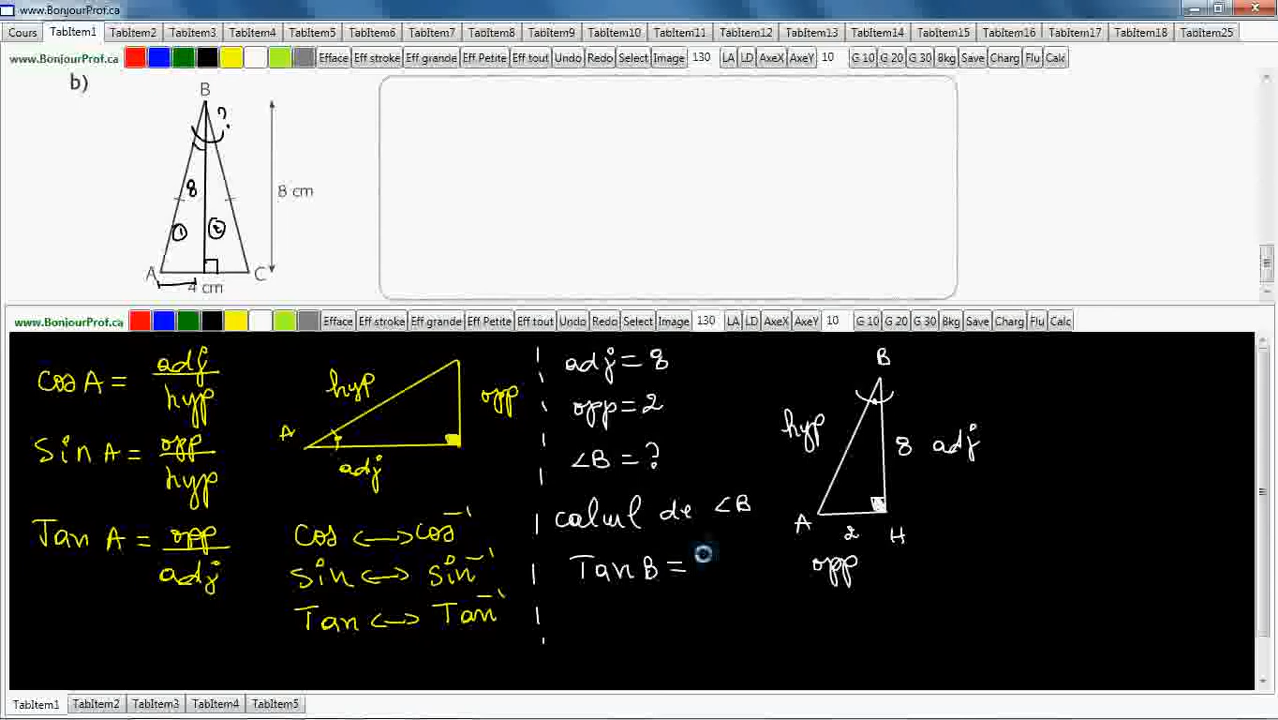 www.BonjourProf.ca
Cours TabItem1 TabItem2 TabItem3 TabItem4 TabItem5 TabItem6 TabItem7 TabItem8 TabItem9 TabItem10 TabItem11 TabItem12 TabItem13 TabItem14 TabItem15 TabItem16 TabItem17 TabItem18 TabItem25
www.BonjourProf.ca Efface Eff stroke Eff grande Eff Petite Eff tout Undo Redo Select Image 130 LA LD AxeX AxeY 10 G 10 G 20 G 30 Bkg Save Charg Flu Calc
b)
B
?
8
8 cm
1 2
A C
4 cm
www.BonjourProf.ca Efface Eff stroke Eff grande Eff Petite Eff tout Undo Redo Select Image 130 LA LD AxeX AxeY 10 G 10 G 20 G 30 Bkg Save Charg Flu Calc
cos A = adj
hyp
sin A = opp
hyp
Tan A = opp
adj
hyp
opp
A
adj
cos ↔ cos⁻¹
sin ↔ sin⁻¹
Tan ↔ Tan⁻¹
adj = 8
opp = 2
∠B = ?
calcul de ∠B
Tan B =
B
hyp
8 adj
A 2 H
opp
TabItem1 TabItem2 TabItem3 TabItem4 TabItem5